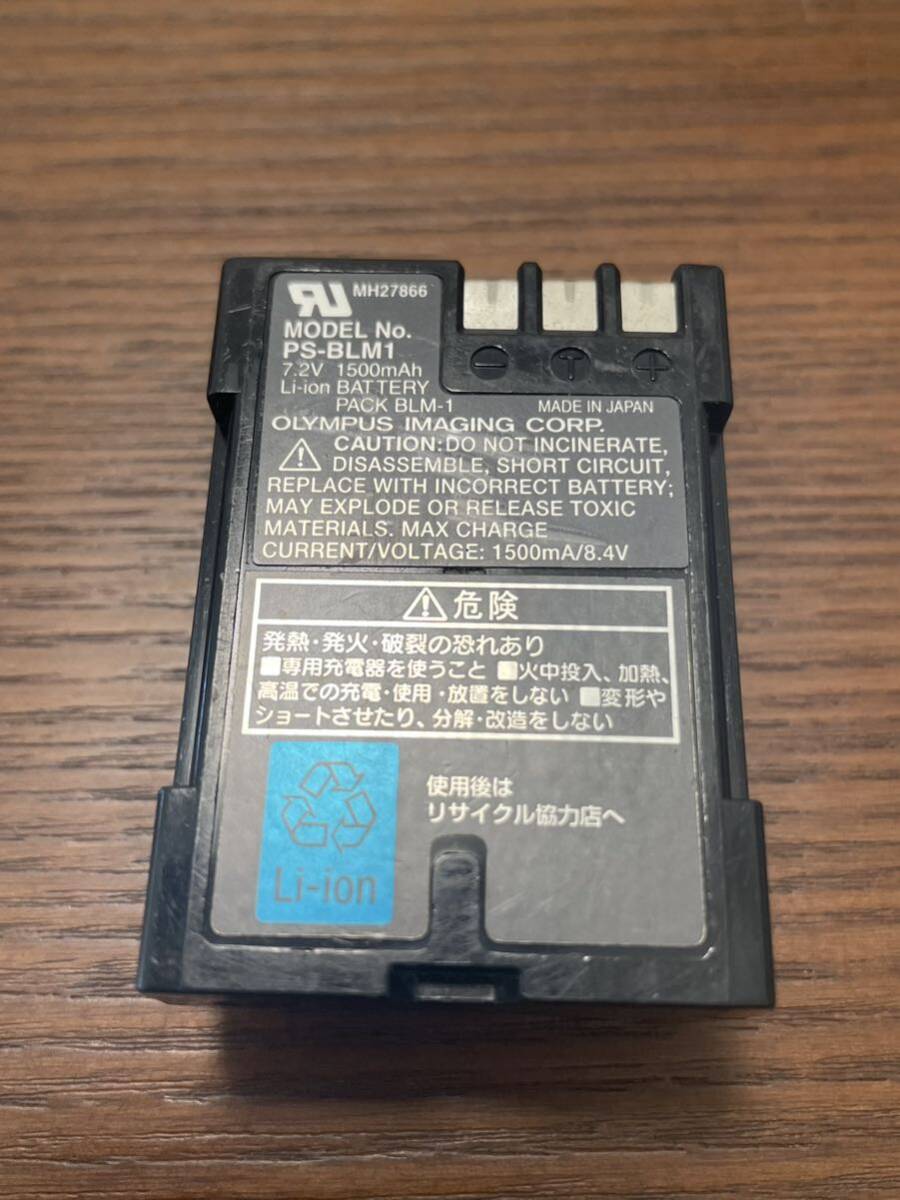 MH27866
MODEL No.
PS-BLM1
7.2V 1500mAh
Li-ion BATTERY
PACK BLM-1 MADE IN JAPAN
− T +
OLYMPUS IMAGING CORP.
⚠ CAUTION: DO NOT INCINERATE,
DISASSEMBLE, SHORT CIRCUIT,
REPLACE WITH INCORRECT BATTERY;
MAY EXPLODE OR RELEASE TOXIC
MATERIALS. MAX CHARGE
CURRENT/VOLTAGE: 1500mA/8.4V
⚠危険
発熱・発火・破裂の恐れあり
■専用充電器を使うこと ■火中投入、加熱、
高温での充電・使用・放置をしない ■変形や
ショートさせたり、分解・改造をしない
使用後は
リサイクル協力店へ
Li-ion